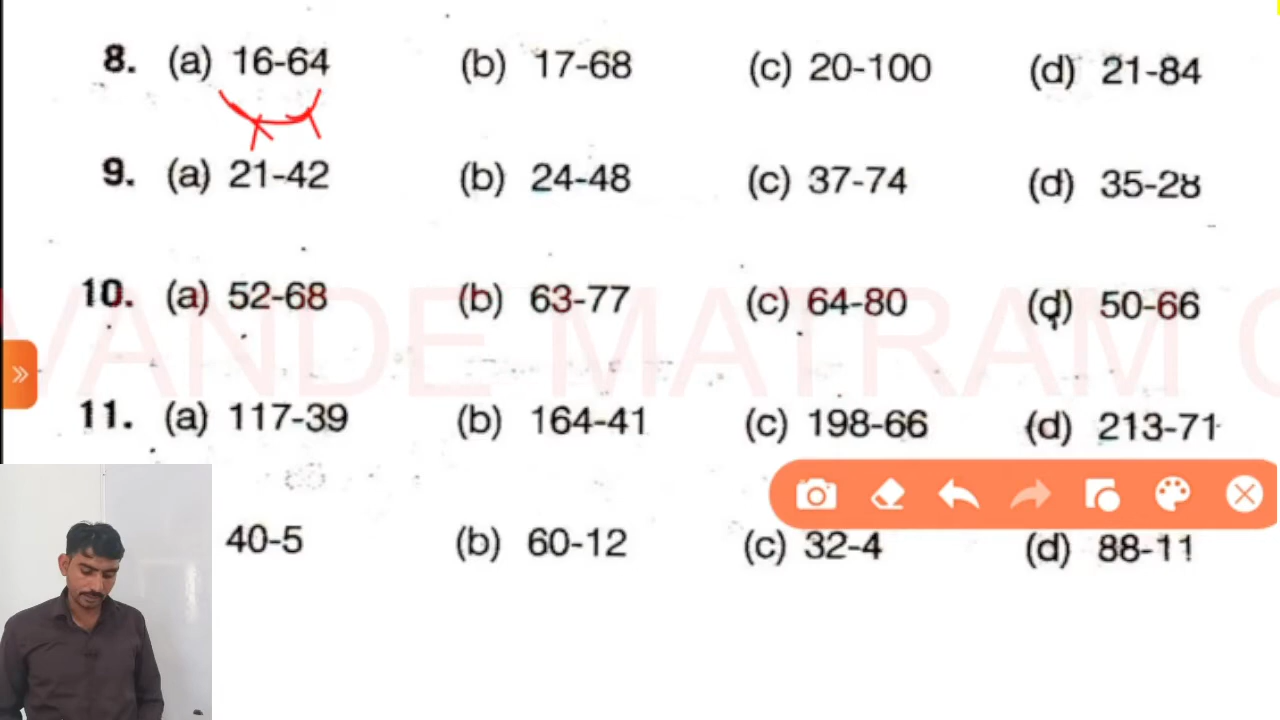 8. (a) 16-64 (b) 17-68 (c) 20-100 (d) 21-84
9. (a) 21-42 (b) 24-48 (c) 37-74 (d) 35-28
10. (a) 52-68 (b) 63-77 (c) 64-80 (d) 50-66
VANDE MATRAM C
11. (a) 117-39 (b) 164-41 (c) 198-66 (d) 213-71
40-5 (b) 60-12 (c) 32-4 (d) 88-11